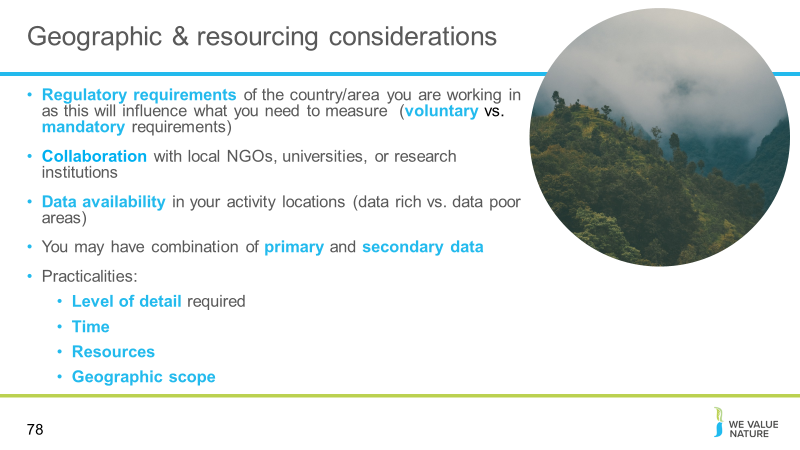 Geographic & resourcing considerations
• Regulatory requirements of the country/area you are working in
as this will influence what you need to measure (voluntary vs.
mandatory requirements)
• Collaboration with local NGOs, universities, or research
institutions
• Data availability in your activity locations (data rich vs. data poor
areas)
• You may have combination of primary and secondary data
• Practicalities:
• Level of detail required
• Time
• Resources
• Geographic scope
78
WE VALUE
NATURE